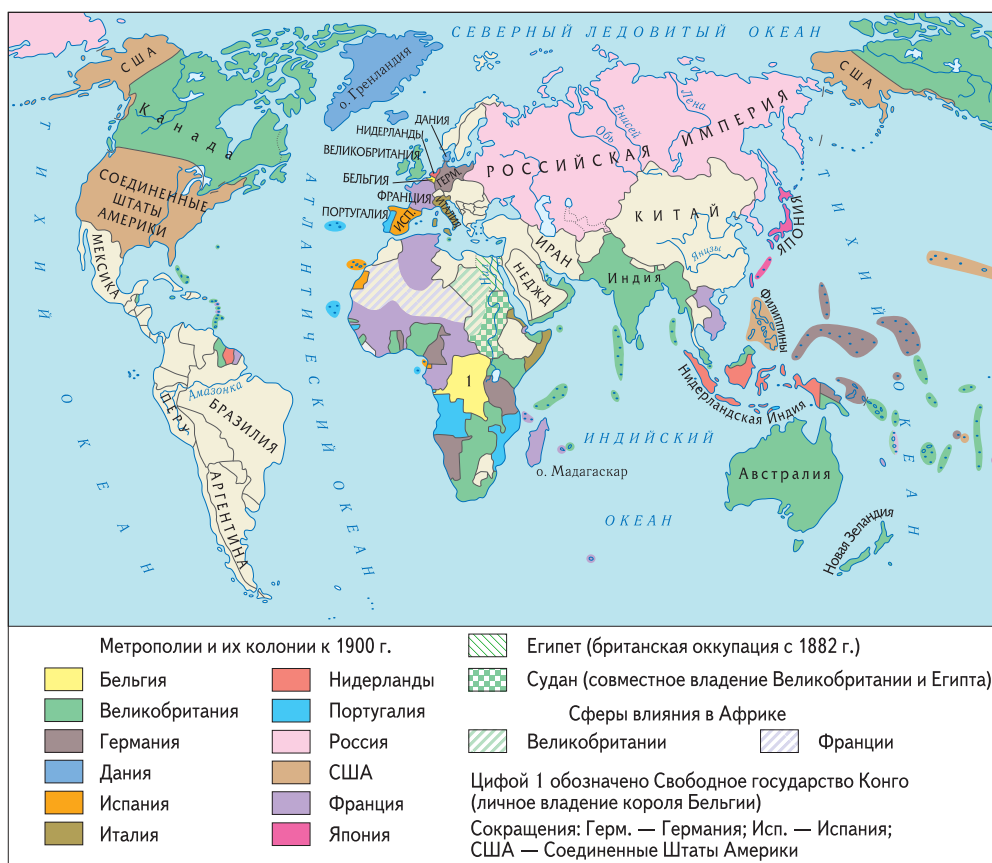 СЕВЕРНЫЙ ЛЕДОВИТЫЙ ОКЕАН
США
о. Гренландия
США
Канада
ДАНИЯ
НИДЕРЛАНДЫ
ВЕЛИКОБРИТАНИЯ
БЕЛЬГИЯ
ГЕРМ.
ФРАНЦИЯ
ИТАЛИЯ
ПОРТУГАЛИЯ
ИСП.
Енисей
Лена
Обь
РОССИЙСКАЯ ИМПЕРИЯ
СОЕДИНЕННЫЕ
ШТАТЫ
АМЕРИКИ
МЕКСИКА
КИТАЙ
Янцзы
ЯПОНИЯ
ИРАН
НЕДЖД
Индия
Филиппины
ТИХИЙ ОКЕАН
АТЛАНТИЧЕСКИЙ ОКЕАН
ТИХИЙ ОКЕАН
Амазонка
ПЕРУ
БРАЗИЛИЯ
АРГЕНТИНА
1
Нидерландская Индия
ИНДИЙСКИЙ
ОКЕАН
о. Мадагаскар
Австралия
Новая Зеландия
Метрополии и их колонии к 1900 г.
Бельгия
Великобритания
Германия
Дания
Испания
Италия
Нидерланды
Португалия
Россия
США
Франция
Япония
Египет (британская оккупация с 1882 г.)
Судан (совместное владение Великобритании и Египта)
Сферы влияния в Африке
Великобритании
Франции
Цифой 1 обозначено Свободное государство Конго
(личное владение короля Бельгии)
Сокращения: Герм. — Германия; Исп. — Испания;
США — Соединенные Штаты Америки